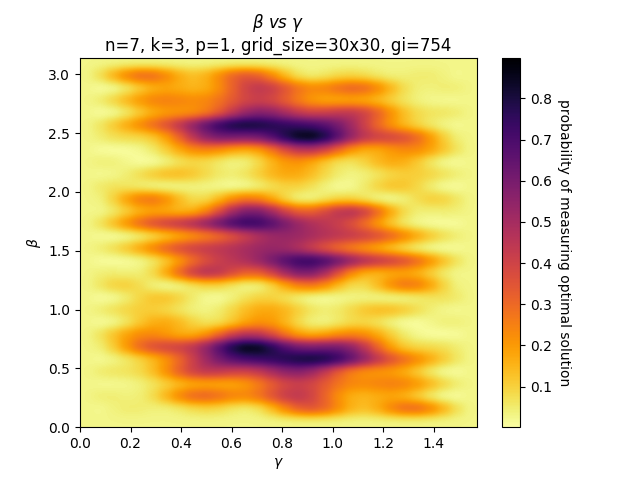 β vs γ
n=7, k=3, p=1, grid_size=30x30, gi=754
3.0
2.5
2.0
1.5
1.0
0.5
0.0
β
0.0 0.2 0.4 0.6 0.8 1.0 1.2 1.4
γ
0.8
0.7
0.6
0.5
0.4
0.3
0.2
0.1
probability of measuring optimal solution